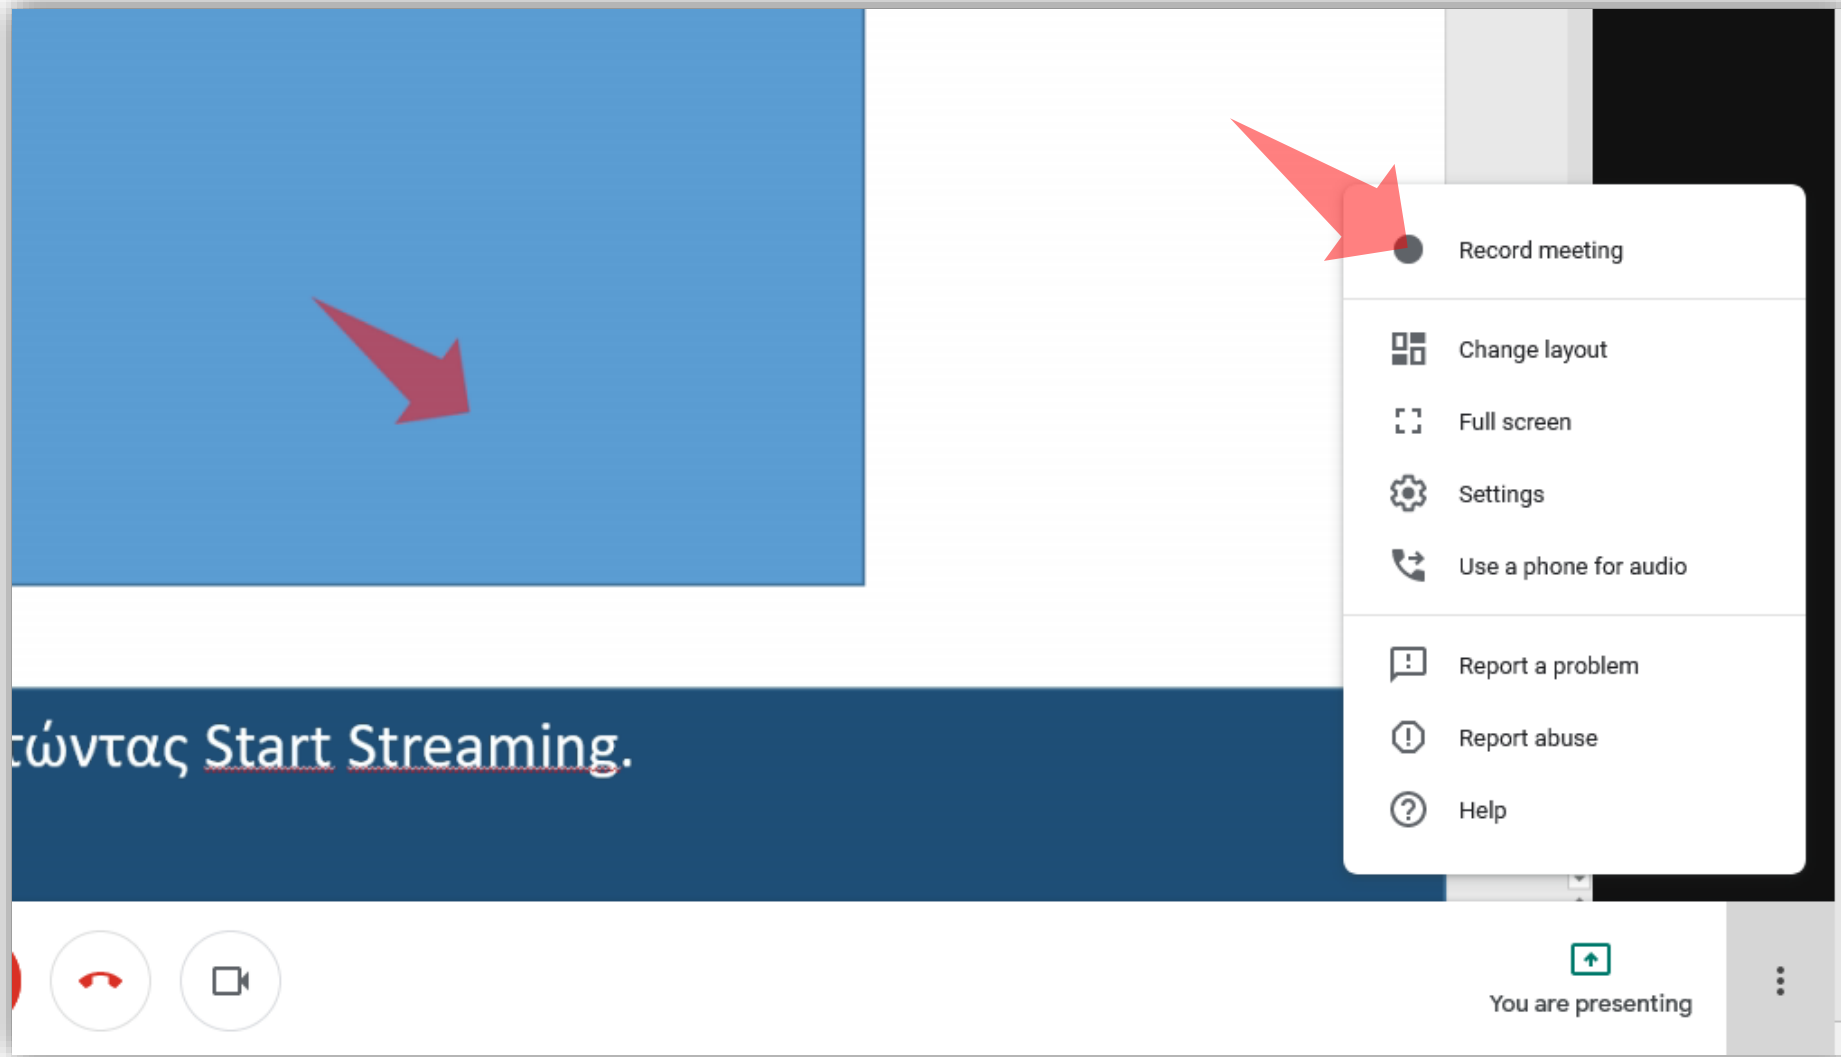 Record meeting
Change layout
Full screen
Settings
Use a phone for audio
Report a problem
τώντας Start Streaming.
Report abuse
Help
You are presenting